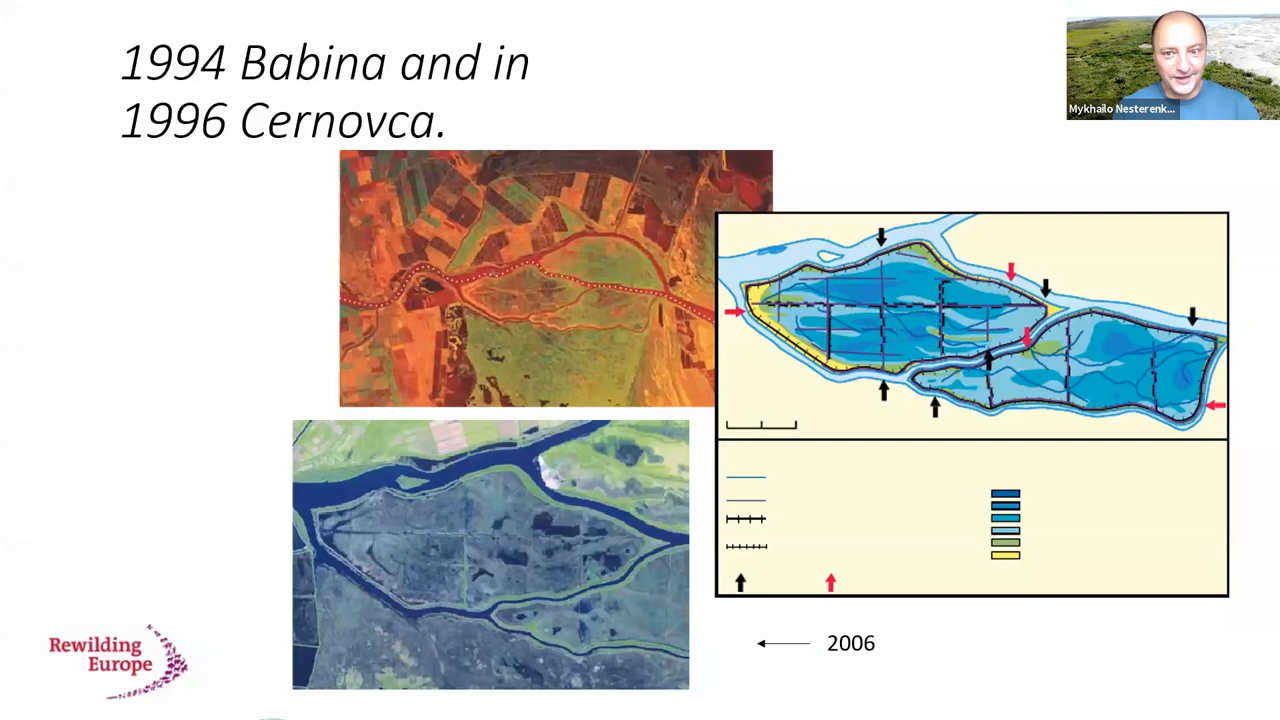 1994 Babina and in
1996 Cernovca.
Mykhailo Nesterenk...
Rewilding
Europe
2006